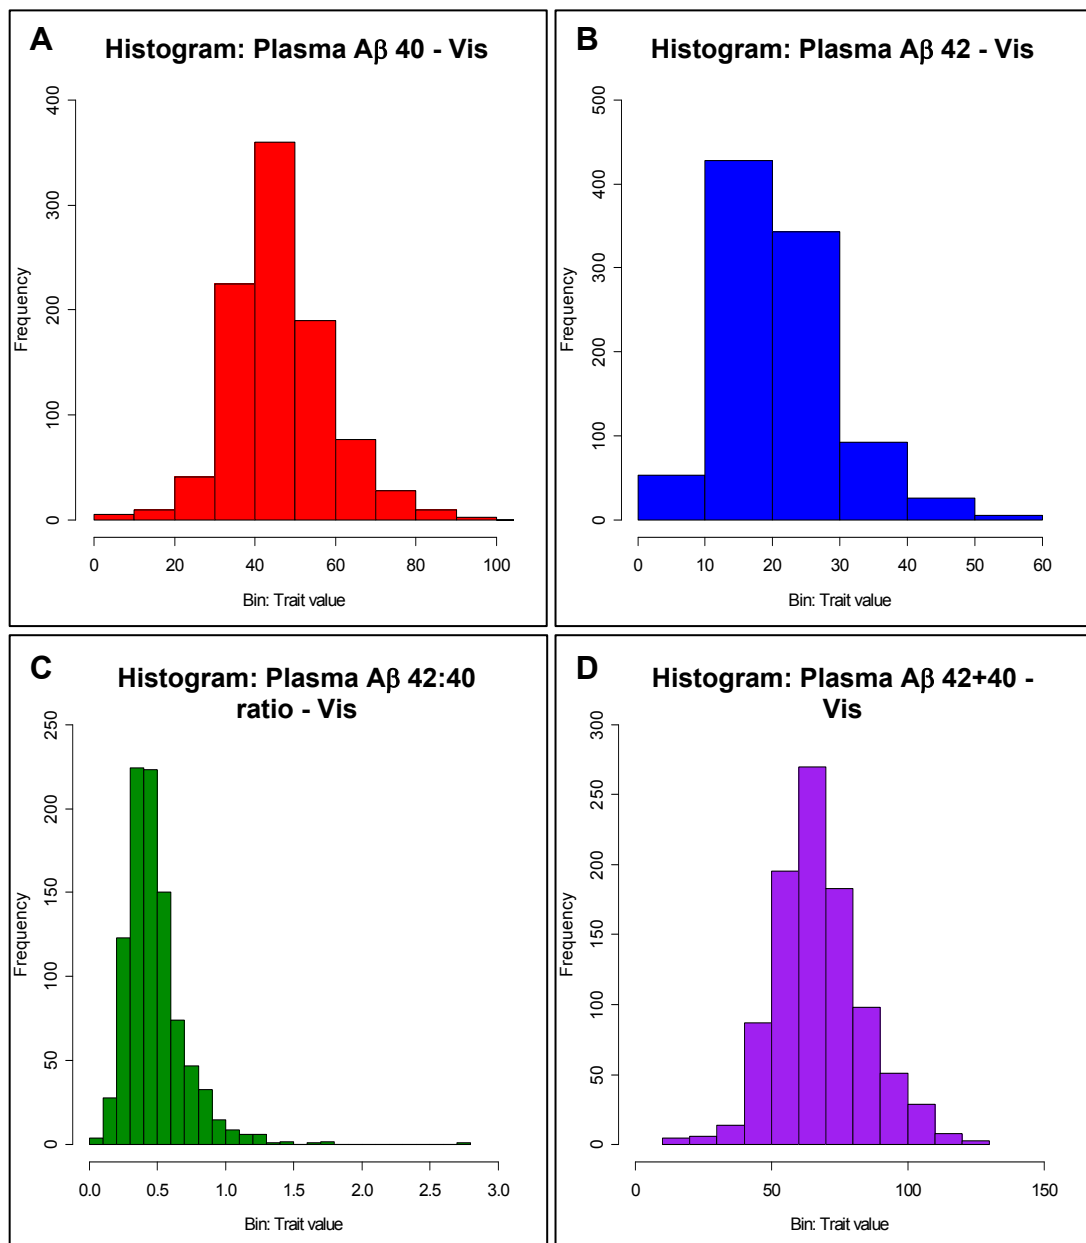 A
Histogram: Plasma Aβ 40 - Vis
Frequency
0
100
200
300
400
0 20 40 60 80 100
Bin: Trait value
B
Histogram: Plasma Aβ 42 - Vis
Frequency
0
100
200
300
400
500
0 10 20 30 40 50 60
Bin: Trait value
C
Histogram: Plasma Aβ 42:40
ratio - Vis
Frequency
0
50
100
150
200
250
0.0 0.5 1.0 1.5 2.0 2.5 3.0
Bin: Trait value
D
Histogram: Plasma Aβ 42+40 -
Vis
Frequency
0
50
100
150
200
250
300
0 50 100 150
Bin: Trait value